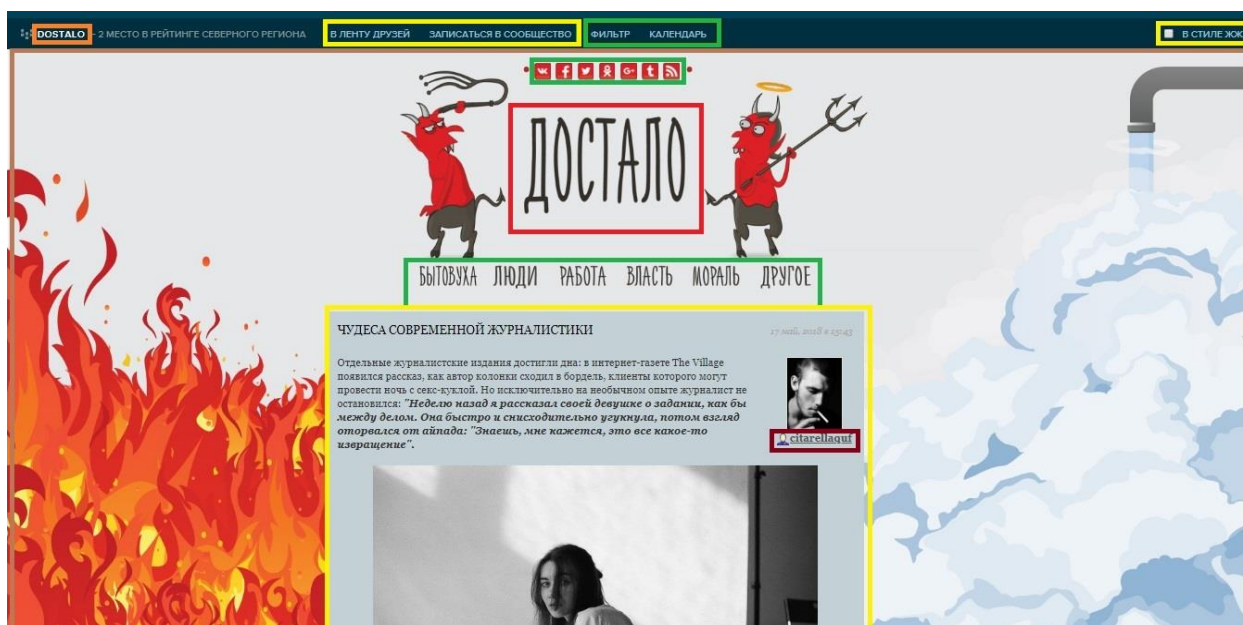 DOSTALO - 2 МЕСТО В РЕЙТИНГЕ СЕВЕРНОГО РЕГИОНА В ЛЕНТУ ДРУЗЕЙ ЗАПИСАТЬСЯ В СООБЩЕСТВО ФИЛЬТР КАЛЕНДАРЬ В СТИЛЕ ЖЖ
ДОСТАЛО
БЫТОВУХА ЛЮДИ РАБОТА ВЛАСТЬ МОРАЛЬ ДРУГОЕ
ЧУДЕСА СОВРЕМЕННОЙ ЖУРНАЛИСТИКИ 17 май, 2018 в 13:43
Отдельные журналистские издания достигли дна: в интернет-газете The Village
появился рассказ, как автор колонки сходил в бордель, клиенты которого могут
провести ночь с секс-куклой. Но исключительно на необычном опыте журналист не
остановился: "Неделю назад я рассказал своей девушке о задании, как бы
между делом. Она быстро и снисходительно угукнула, потом взгляд
оторвался от айпада: "Знаешь, мне кажется, это все какое-то
извращение".
citarellaquf